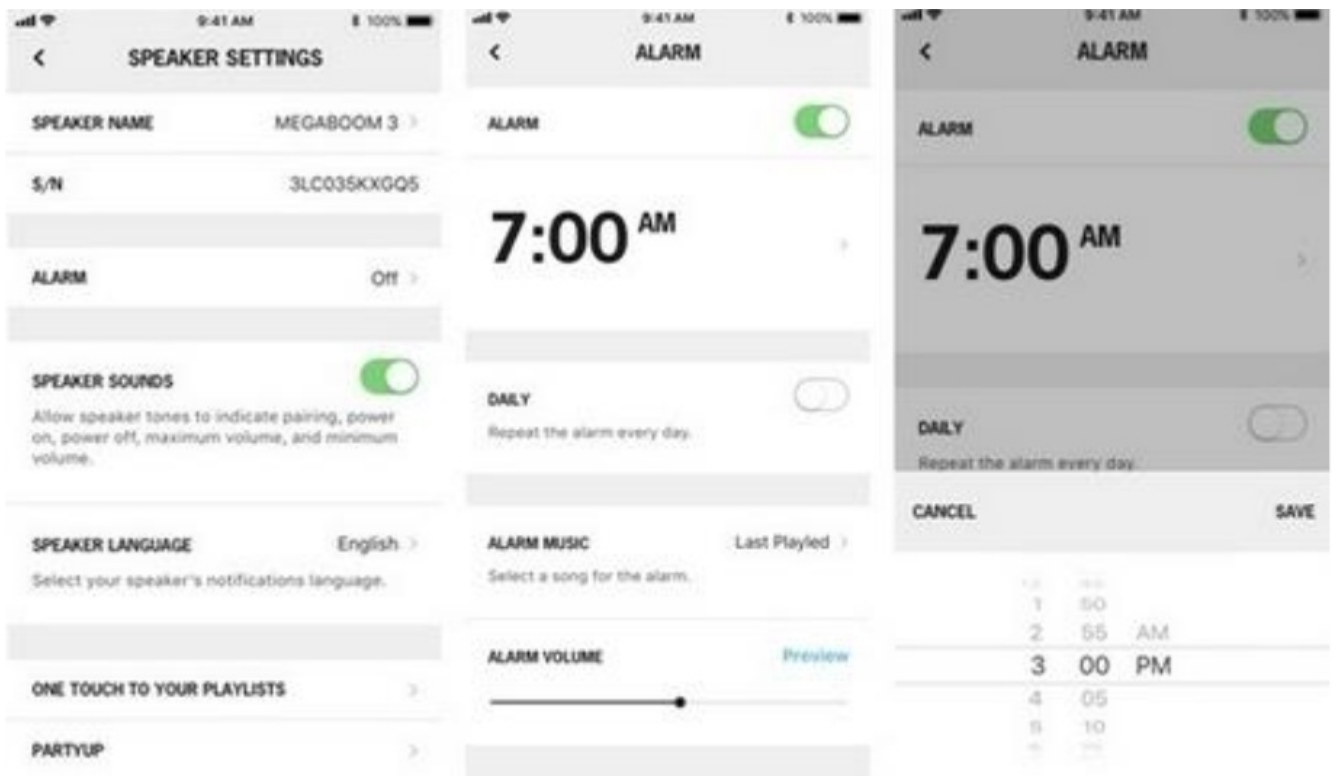 9:41 AM
100%
SPEAKER SETTINGS
SPEAKER NAME
MEGABOOM 3
S/N
3LC035KXGQ5
ALARM
Off
SPEAKER SOUNDS
Allow speaker tones to indicate pairing, power
on, power off, maximum volume, and minimum
volume.
SPEAKER LANGUAGE
English
Select your speaker's notifications language.
ONE TOUCH TO YOUR PLAYLISTS
PARTYUP
9:41 AM
100%
ALARM
ALARM
7:00 AM
DAILY
Repeat the alarm every day.
ALARM MUSIC
Last Playled
Select a song for the alarm.
ALARM VOLUME
Preview
9:41 AM
100%
ALARM
ALARM
7:00 AM
DAILY
Repeat the alarm every day.
CANCEL
SAVE
1 50
2 55 AM
3 00 PM
4 05
5 10